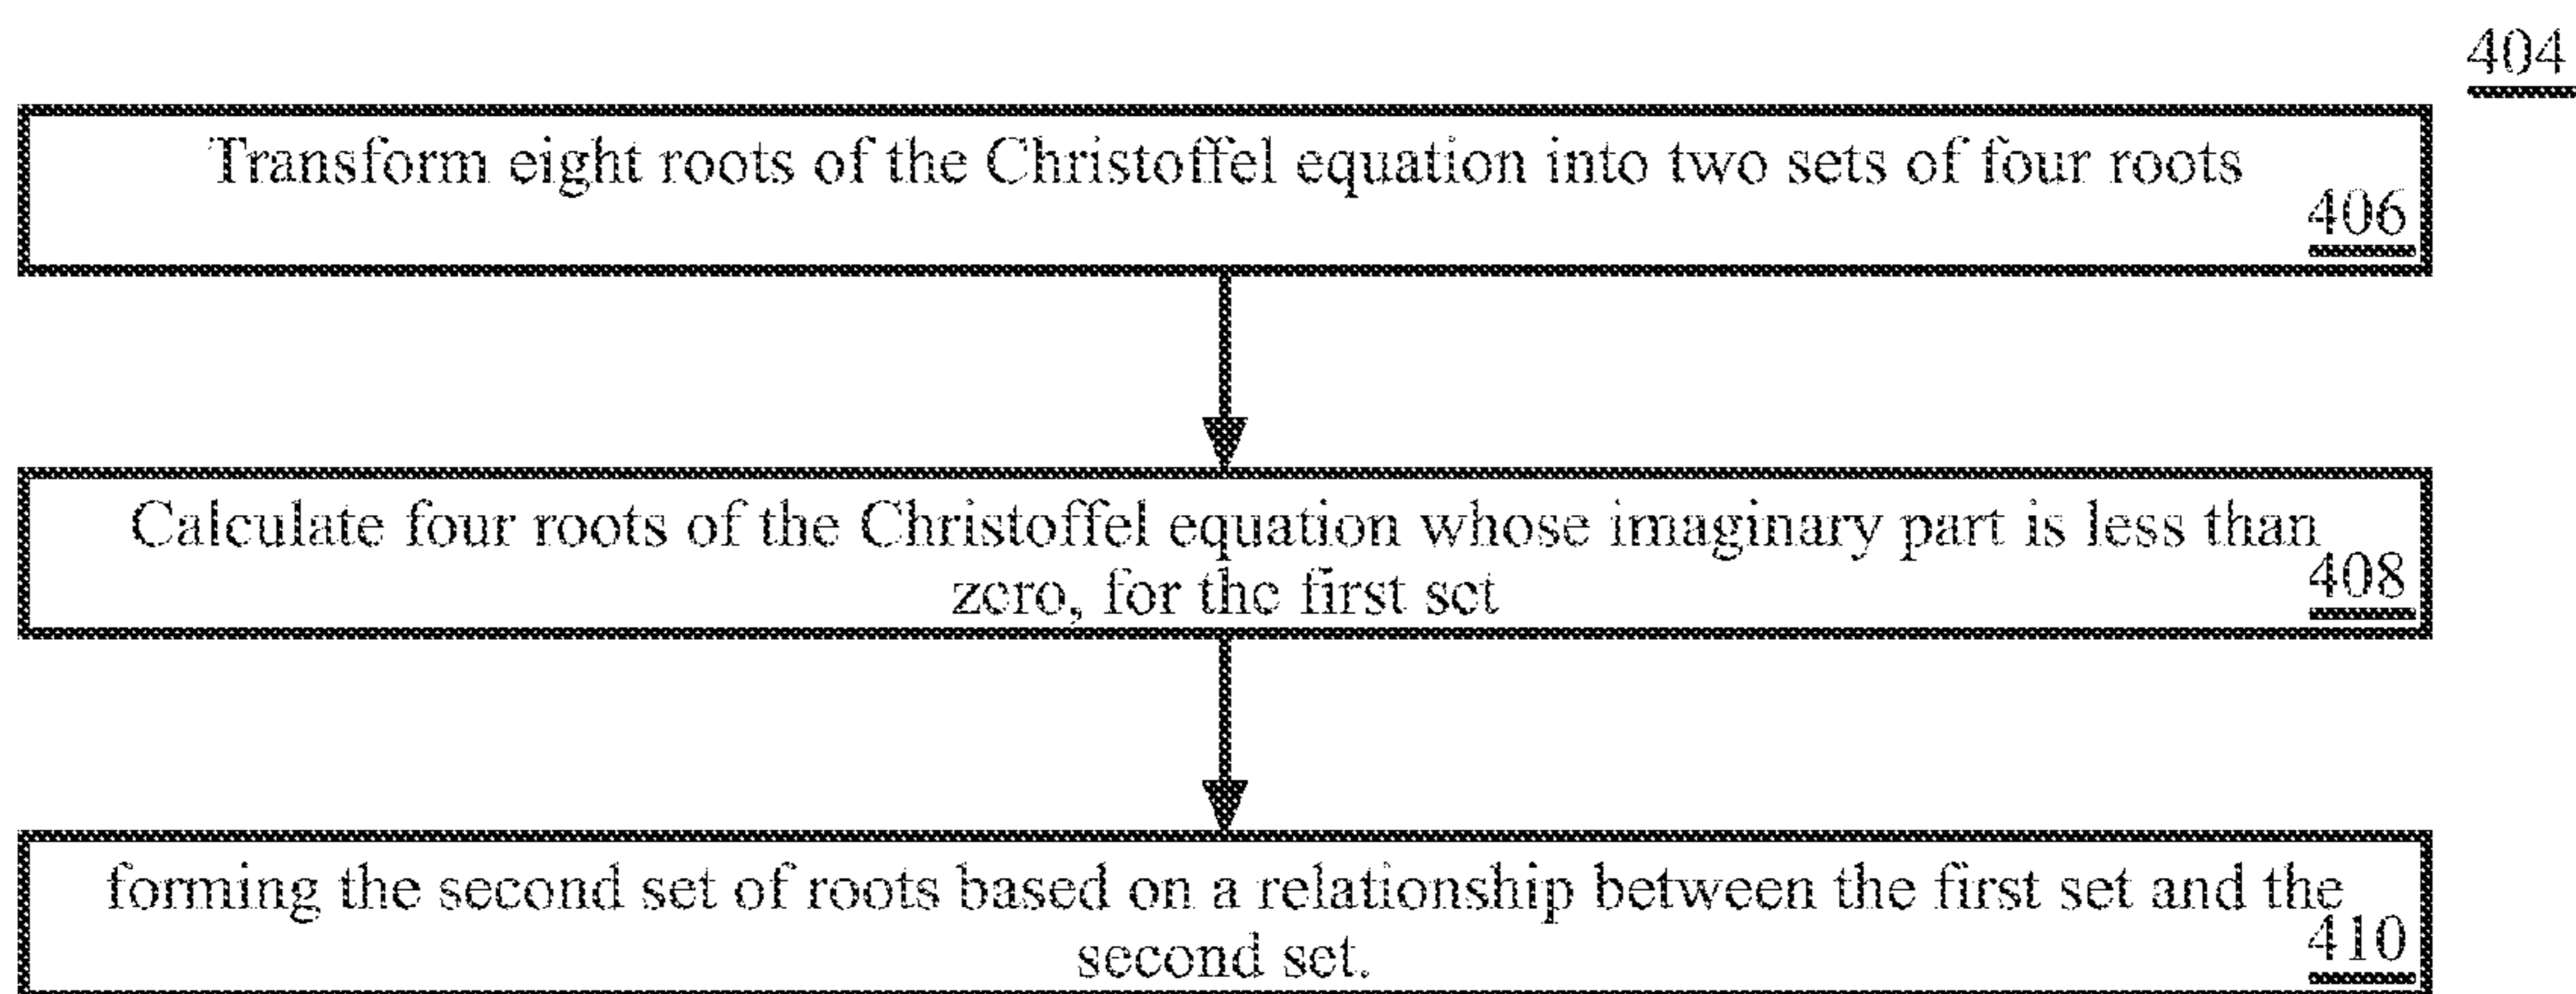 404
Transform eight roots of the Christoffel equation into two sets of four roots
406
Calculate four roots of the Christoffel equation whose imaginary part is less than
zero, for the first set
408
forming the second set of roots based on a relationship between the first set and the
second set.
410